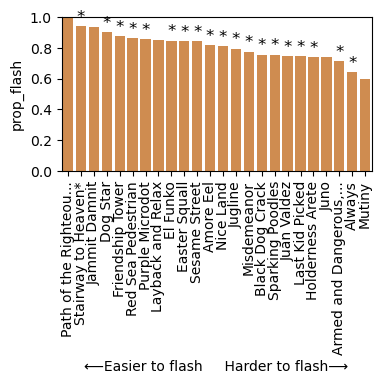 prop_flash
1.0
0.8
0.6
0.4
0.2
0.0
* * * * * * * * * * * * * * * * * * *
Path of the Righteou...
Stairway to Heaven*
Jammit Damnit
Dog Star
Friendship Tower
Red Sea Pedestrian
Purple Microdot
Layback and Relax
El Funko
Easter Squall
Sesame Street
Amore Eel
Nice Land
Jugline
Misdemeanor
Black Dog Crack
Sparking Poodles
Juan Valdez
Last Kid Picked
Holderness Arete
Juno
Armed and Dangerous,...
Always
Mutiny
⟵Easier to flash Harder to flash⟶